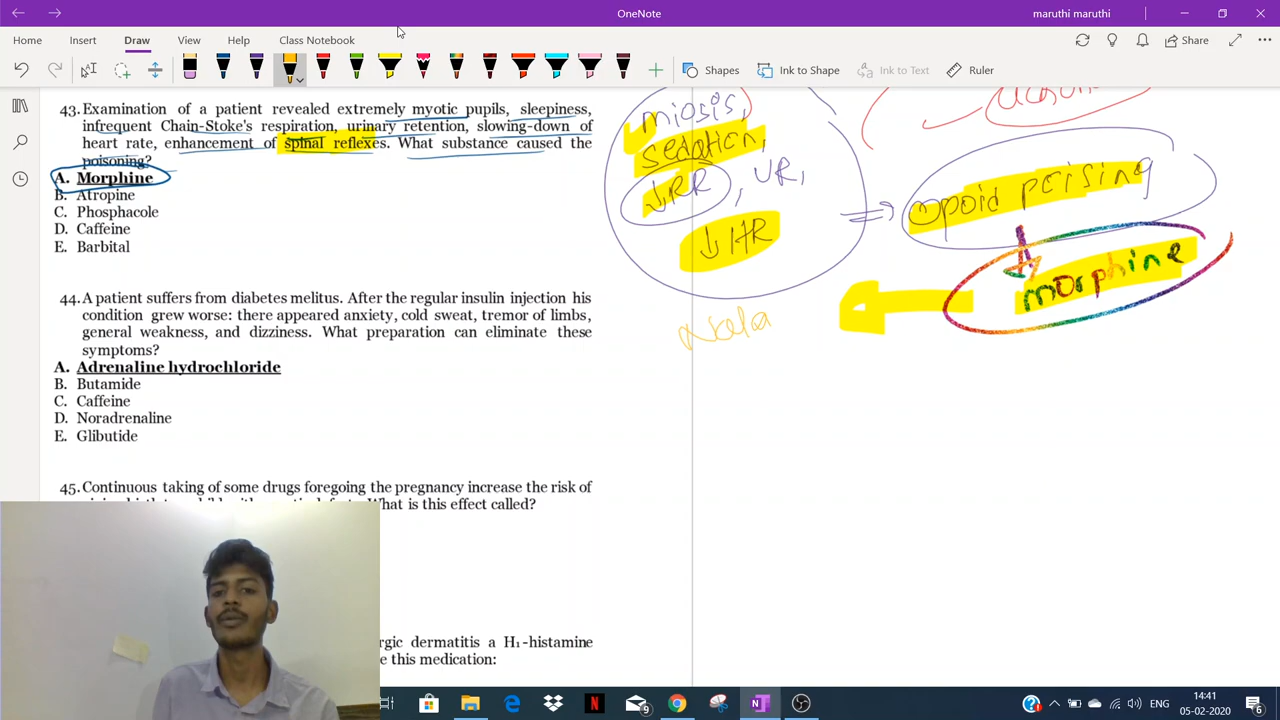 OneNote
maruthi maruthi
Home Insert Draw View Help Class Notebook
Share
Shapes Ink to Shape Ink to Text Ruler
43. Examination of a patient revealed extremely myotic pupils, sleepiness,
infrequent Chain-Stoke's respiration, urinary retention, slowing-down of
heart rate, enhancement of spinal reflexes. What substance caused the
poisoning?
A. Morphine
B. Atropine
C. Phosphacole
D. Caffeine
E. Barbital
44. A patient suffers from diabetes melitus. After the regular insulin injection his
condition grew worse: there appeared anxiety, cold sweat, tremor of limbs,
general weakness, and dizziness. What preparation can eliminate these
symptoms?
A. Adrenaline hydrochloride
B. Butamide
C. Caffeine
D. Noradrenaline
E. Glibutide
45. Continuous taking of some drugs foregoing the pregnancy increase the risk of
What is this effect called?
rgic dermatitis a H1-histamine
e this medication:
miosis,
sedation,
↓RR, UR,
↓HR
⇒ opoid peising
morphine
Nala
ENG
14:41
05-02-2020